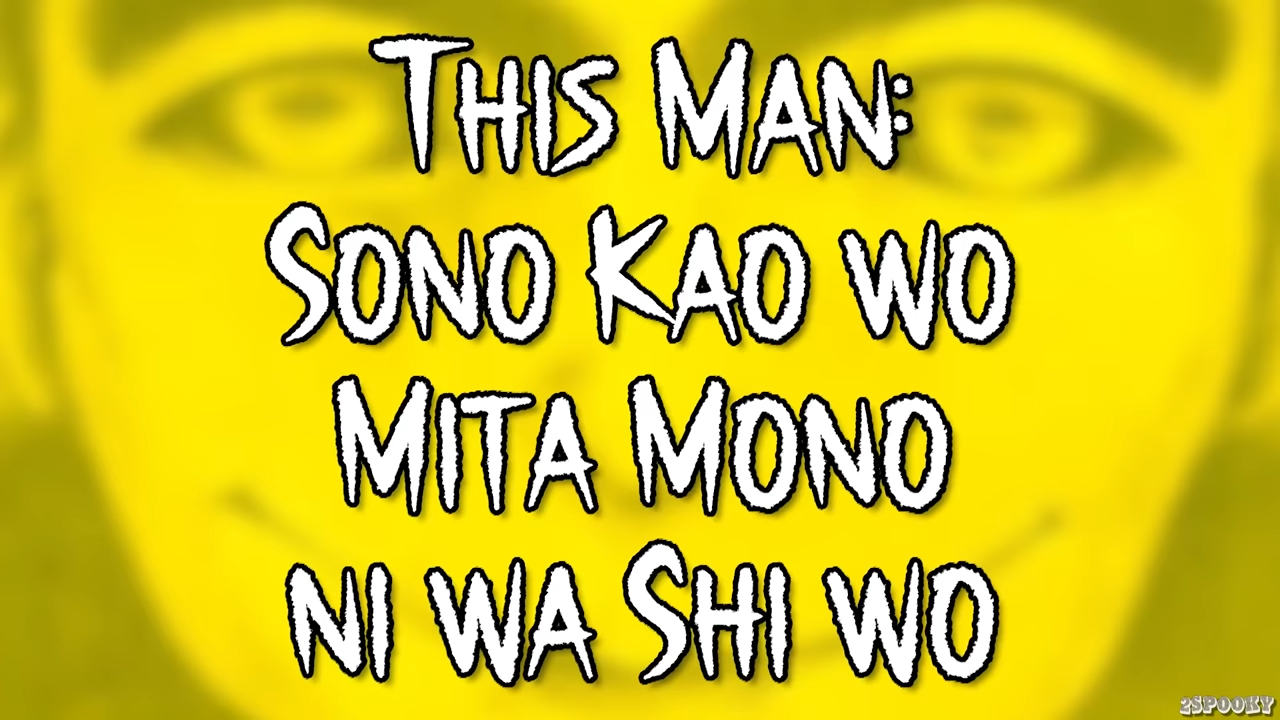 This Man:
Sono Kao wo
Mita Mono
ni wa Shi wo
2SPOOKY